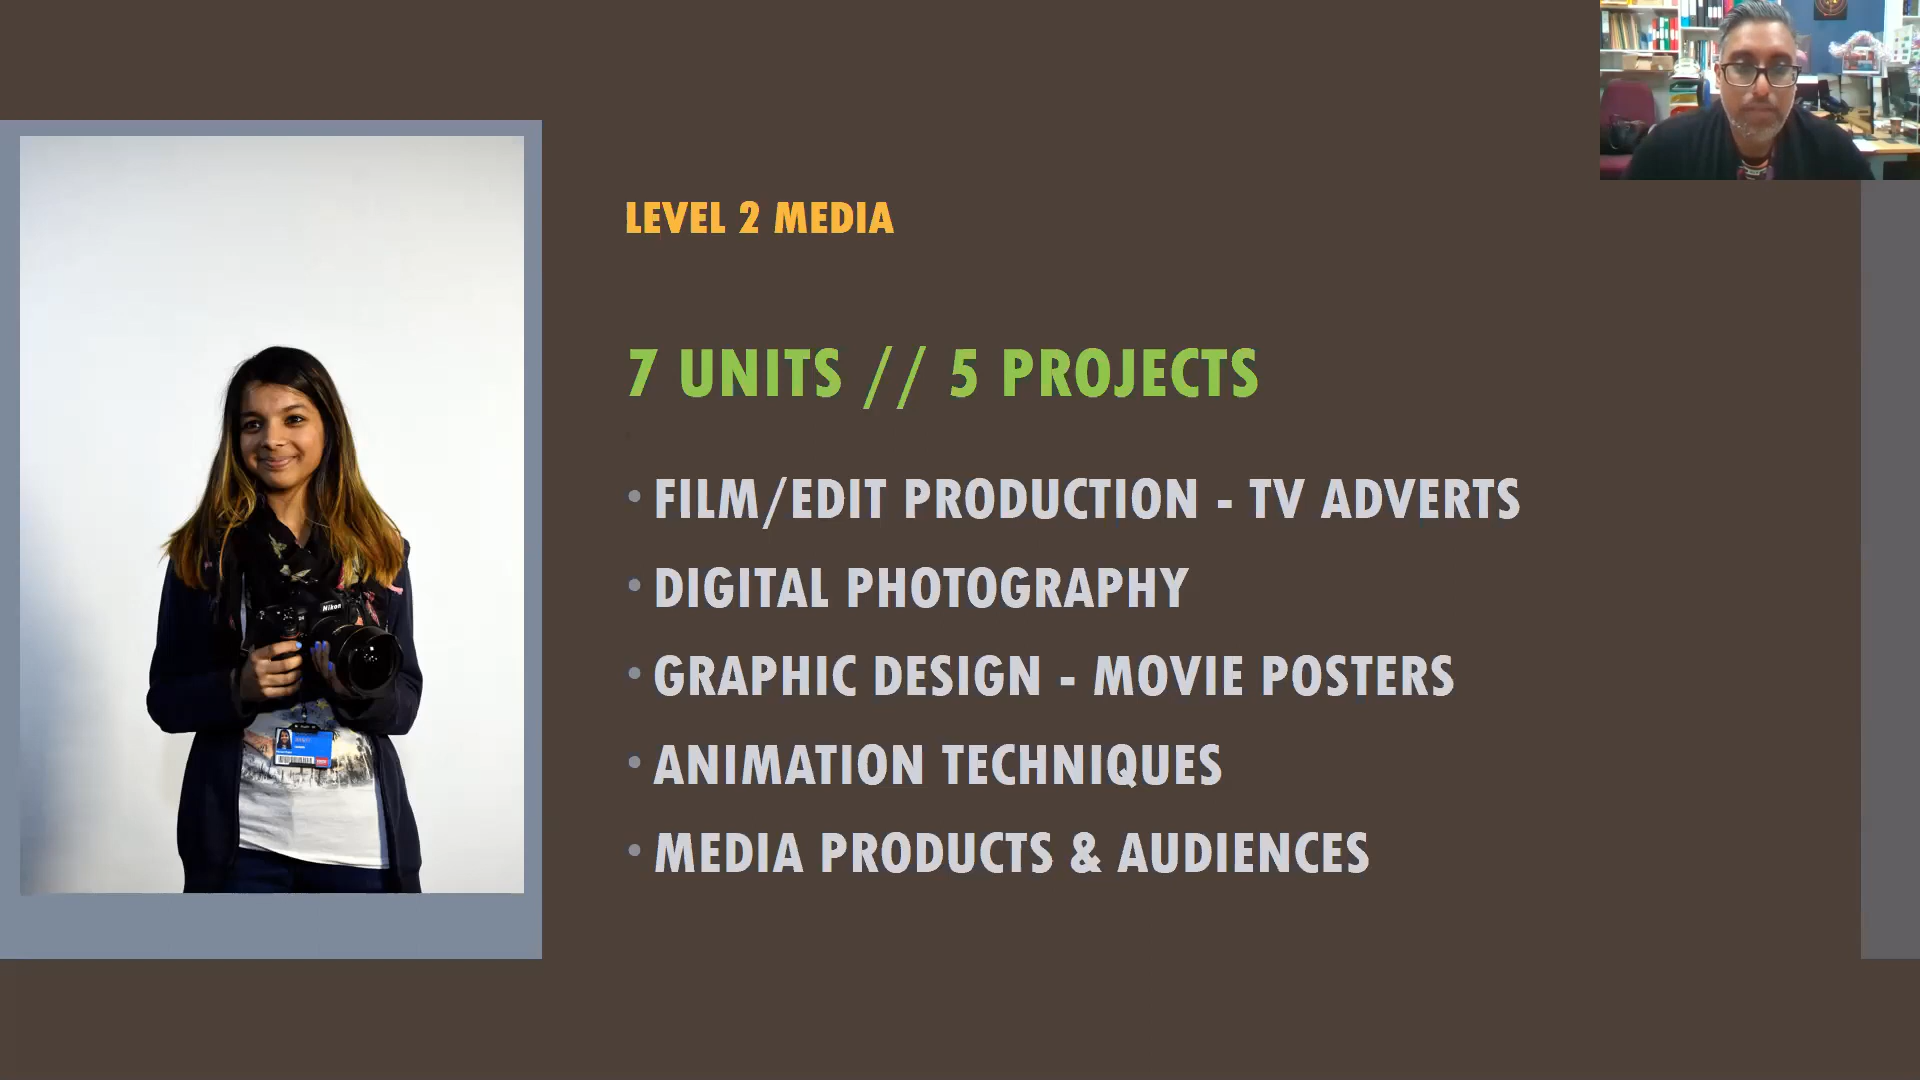 LEVEL 2 MEDIA
7 UNITS // 5 PROJECTS
• FILM/EDIT PRODUCTION - TV ADVERTS
• DIGITAL PHOTOGRAPHY
• GRAPHIC DESIGN - MOVIE POSTERS
• ANIMATION TECHNIQUES
• MEDIA PRODUCTS & AUDIENCES
Nikon